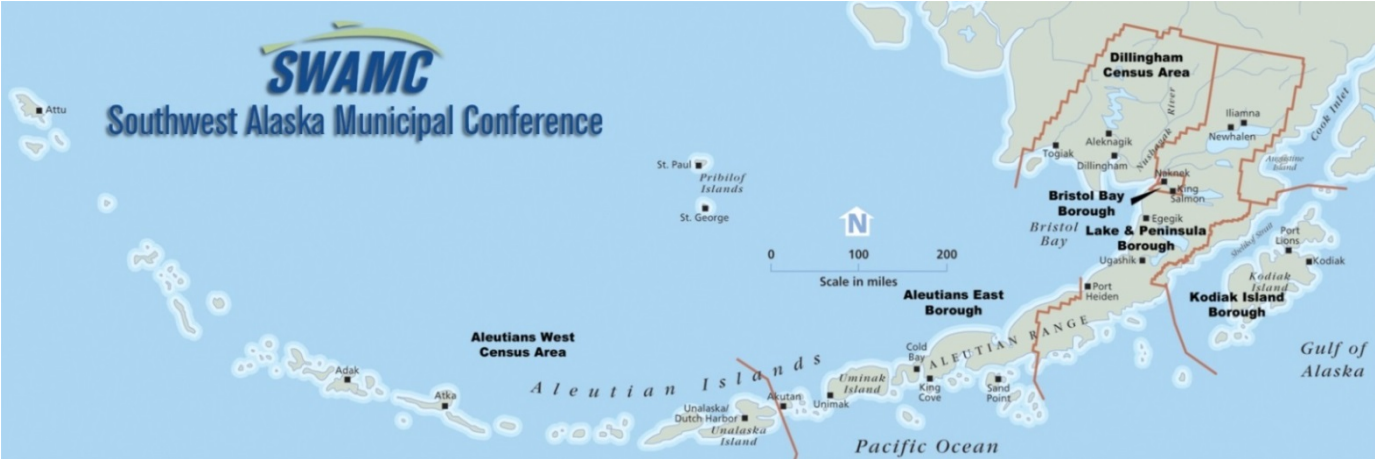 SWAMC
Southwest Alaska Municipal Conference
Attu
St. Paul
Pribilof
Islands
St. George
N
0 100 200
Scale in miles
Dillingham
Census Area
Nushagak River
Iliamna
Newhalen
Cook Inlet
Augustine
Island
Aleknagik
Togiak
Dillingham
Naknek
King
Salmon
Bristol Bay
Borough
Bristol
Bay
Egegik
Lake & Peninsula
Borough
Ugashik
Shelikof Strait
Port
Lions
Kodiak
Kodiak
Island
Kodiak Island
Borough
Port
Heiden
Aleutians East
Borough
ALEUTIAN RANGE
Gulf of
Alaska
Aleutians West
Census Area
Aleutian Islands
Adak
Atka
Unalaska/
Dutch Harbor
Unalaska
Island
Akutan
Unimak
Uminak
Island
Cold
Bay
King
Cove
Sand
Point
Pacific Ocean